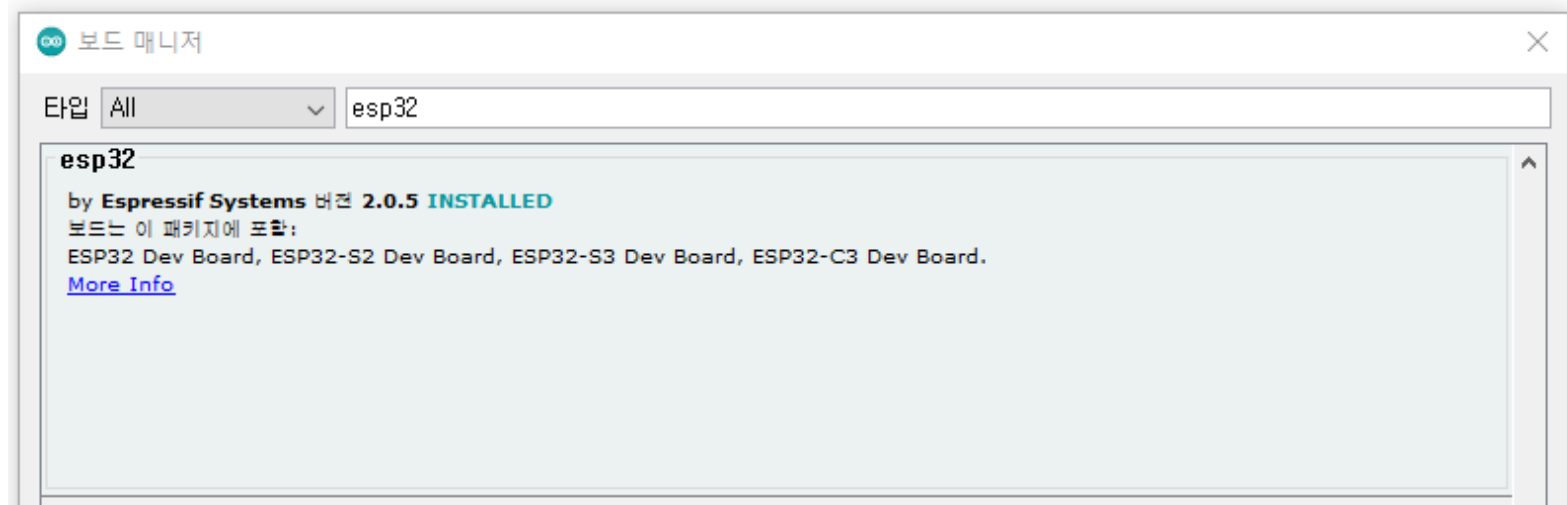 보드 매니저
타입 All esp32
esp32
by Espressif Systems 버전 2.0.5 INSTALLED
보드는 이 패키지에 포함:
ESP32 Dev Board, ESP32-S2 Dev Board, ESP32-S3 Dev Board, ESP32-C3 Dev Board.
More Info